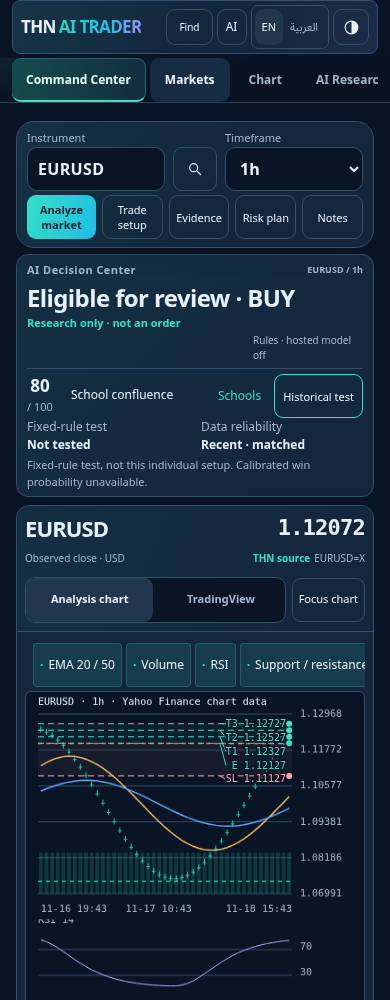 THN AI TRADER
Find
AI
EN
العربية
Command Center
Markets
Chart
AI Researc
Instrument
Timeframe
EURUSD
1h
Analyze market
Trade setup
Evidence
Risk plan
Notes
AI Decision Center
EURUSD / 1h
Eligible for review · BUY
Research only · not an order
Rules · hosted model off
80
/ 100
School confluence
Schools
Historical test
Fixed-rule test
Data reliability
Not tested
Recent · matched
Fixed-rule test, not this individual setup. Calibrated win
probability unavailable.
EURUSD
1.12072
Observed close · USD
THN source EURUSD=X
Analysis chart
TradingView
Focus chart
· EMA 20 / 50
· Volume
· RSI
· Support / resistance
EURUSD · 1h · Yahoo Finance chart data
1.12968
T3 1.12727
T2 1.12527
1.11772
T1 1.12327
E 1.12127
SL 1.11127
1.10577
1.09381
1.08186
1.06991
11-16 19:43
11-17 10:43
11-18 15:43
RSI 14
70
30